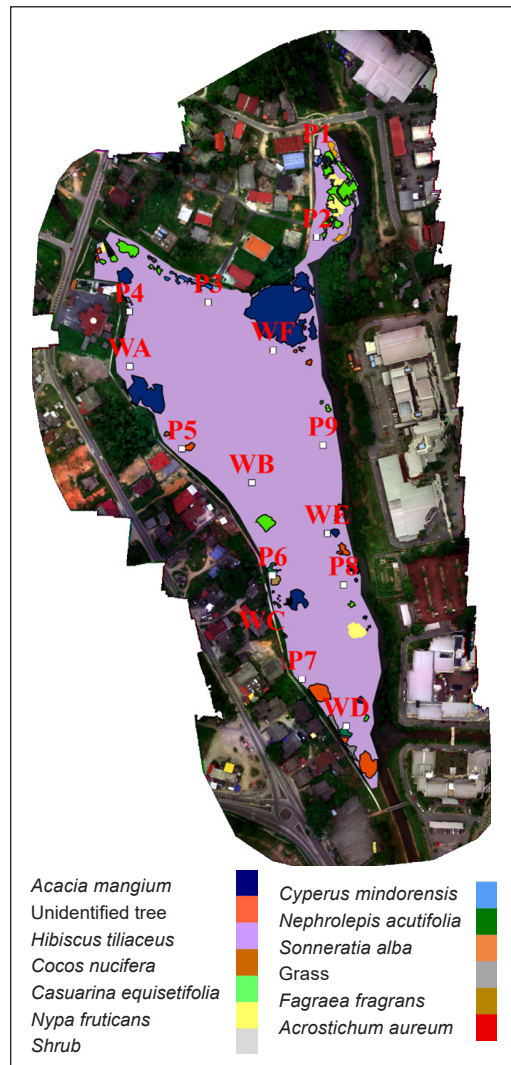 P1
P2
P3
P4
WF
WA
P5
P9
WB
WE
P6
P8
WC
P7
WD
Acacia mangium
Unidentified tree
Hibiscus tiliaceus
Cocos nucifera
Casuarina equisetifolia
Nypa fruticans
Shrub
Cyperus mindorensis
Nephrolepis acutifolia
Sonneratia alba
Grass
Fagraea fragrans
Acrostichum aureum